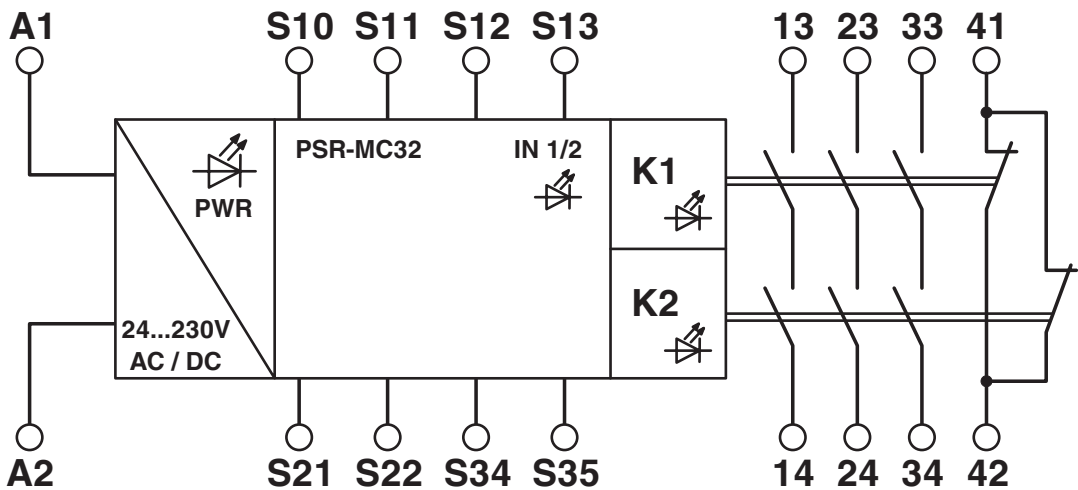 A1 S10 S11 S12 S13 13 23 33 41
PSR-MC32 IN 1/2
K1
PWR
K2
24...230V
AC / DC
A2 S21 S22 S34 S35 14 24 34 42